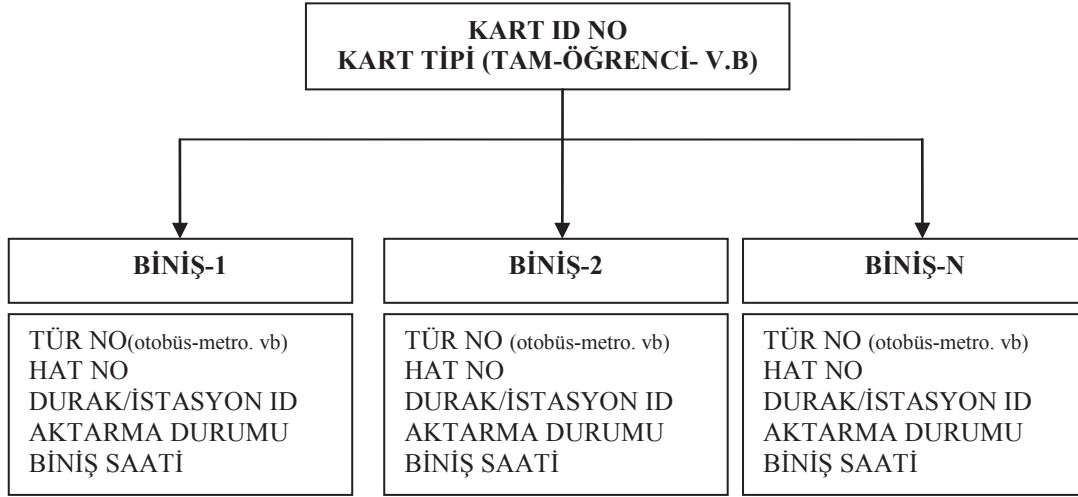 KART ID NO
KART TİPİ (TAM-ÖĞRENCİ- V.B)
BİNİŞ-1
TÜR NO(otobüs-metro. vb)
HAT NO
DURAK/İSTASYON ID
AKTARMA DURUMU
BİNİŞ SAATİ
BİNİŞ-2
TÜR NO (otobüs-metro. vb)
HAT NO
DURAK/İSTASYON ID
AKTARMA DURUMU
BİNİŞ SAATİ
BİNİŞ-N
TÜR NO (otobüs-metro. vb)
HAT NO
DURAK/İSTASYON ID
AKTARMA DURUMU
BİNİŞ SAATİ